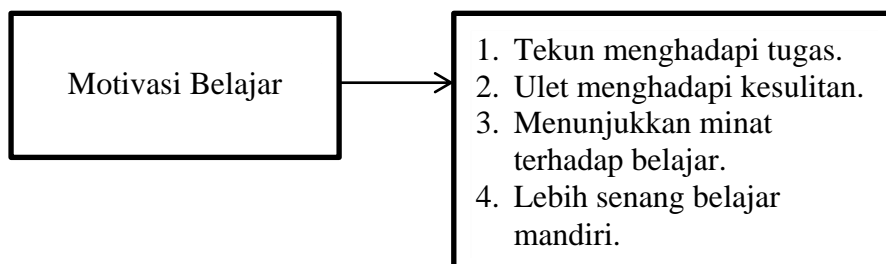 Motivasi Belajar
1. Tekun menghadapi tugas.
2. Ulet menghadapi kesulitan.
3. Menunjukkan minat
terhadap belajar.
4. Lebih senang belajar
mandiri.